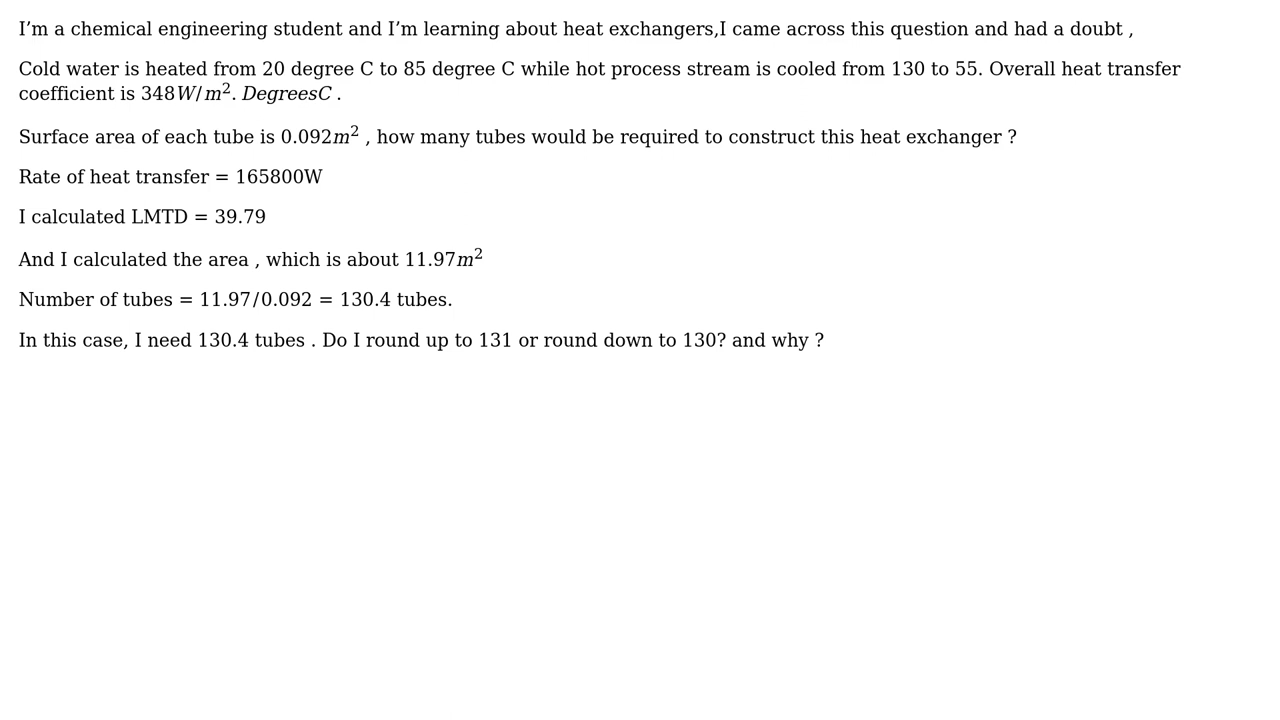 I’m a chemical engineering student and I’m learning about heat exchangers,I came across this question and had a doubt ,
Cold water is heated from 20 degree C to 85 degree C while hot process stream is cooled from 130 to 55. Overall heat transfer
coefficient is 348W/m². DegreesC .
Surface area of each tube is 0.092m² , how many tubes would be required to construct this heat exchanger ?
Rate of heat transfer = 165800W
I calculated LMTD = 39.79
And I calculated the area , which is about 11.97m²
Number of tubes = 11.97/0.092 = 130.4 tubes.
In this case, I need 130.4 tubes . Do I round up to 131 or round down to 130? and why ?